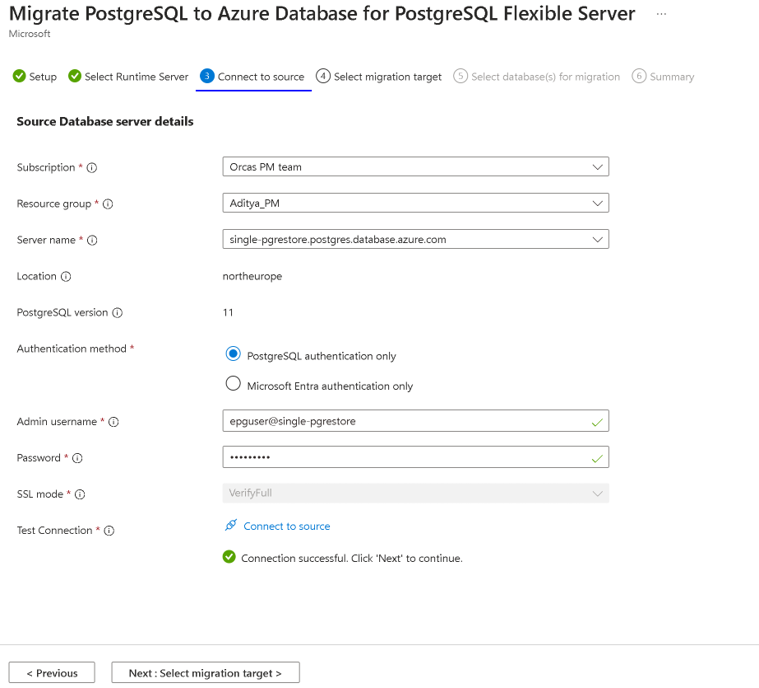 Migrate PostgreSQL to Azure Database for PostgreSQL Flexible Server ...
Microsoft
Setup Select Runtime Server 3 Connect to source 4 Select migration target 5 Select database(s) for migration 6 Summary
Source Database server details
Subscription * Orcas PM team
Resource group * Aditya_PM
Server name * single-pgrestore.postgres.database.azure.com
Location northeurope
PostgreSQL version 11
Authentication method *
PostgreSQL authentication only
Microsoft Entra authentication only
Admin username * epguser@single-pgrestore
Password * •••••••••
SSL mode * VerifyFull
Test Connection * Connect to source
Connection successful. Click 'Next' to continue.
< Previous Next : Select migration target >